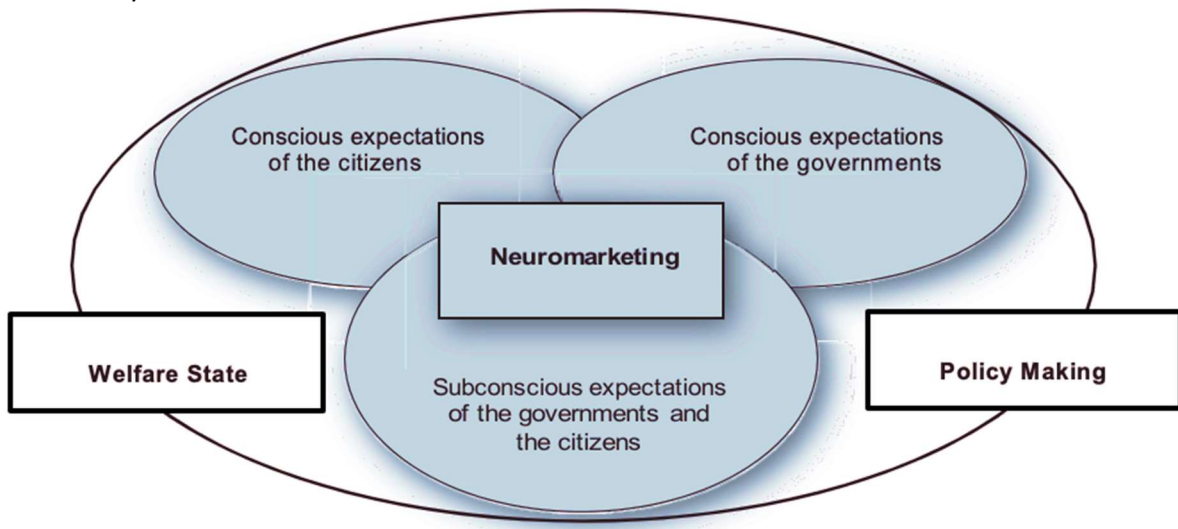 Conscious expectations
of the citizens
Conscious expectations
of the governments
Neuromarketing
Welfare State
Policy Making
Subconscious expectations
of the governments and
the citizens